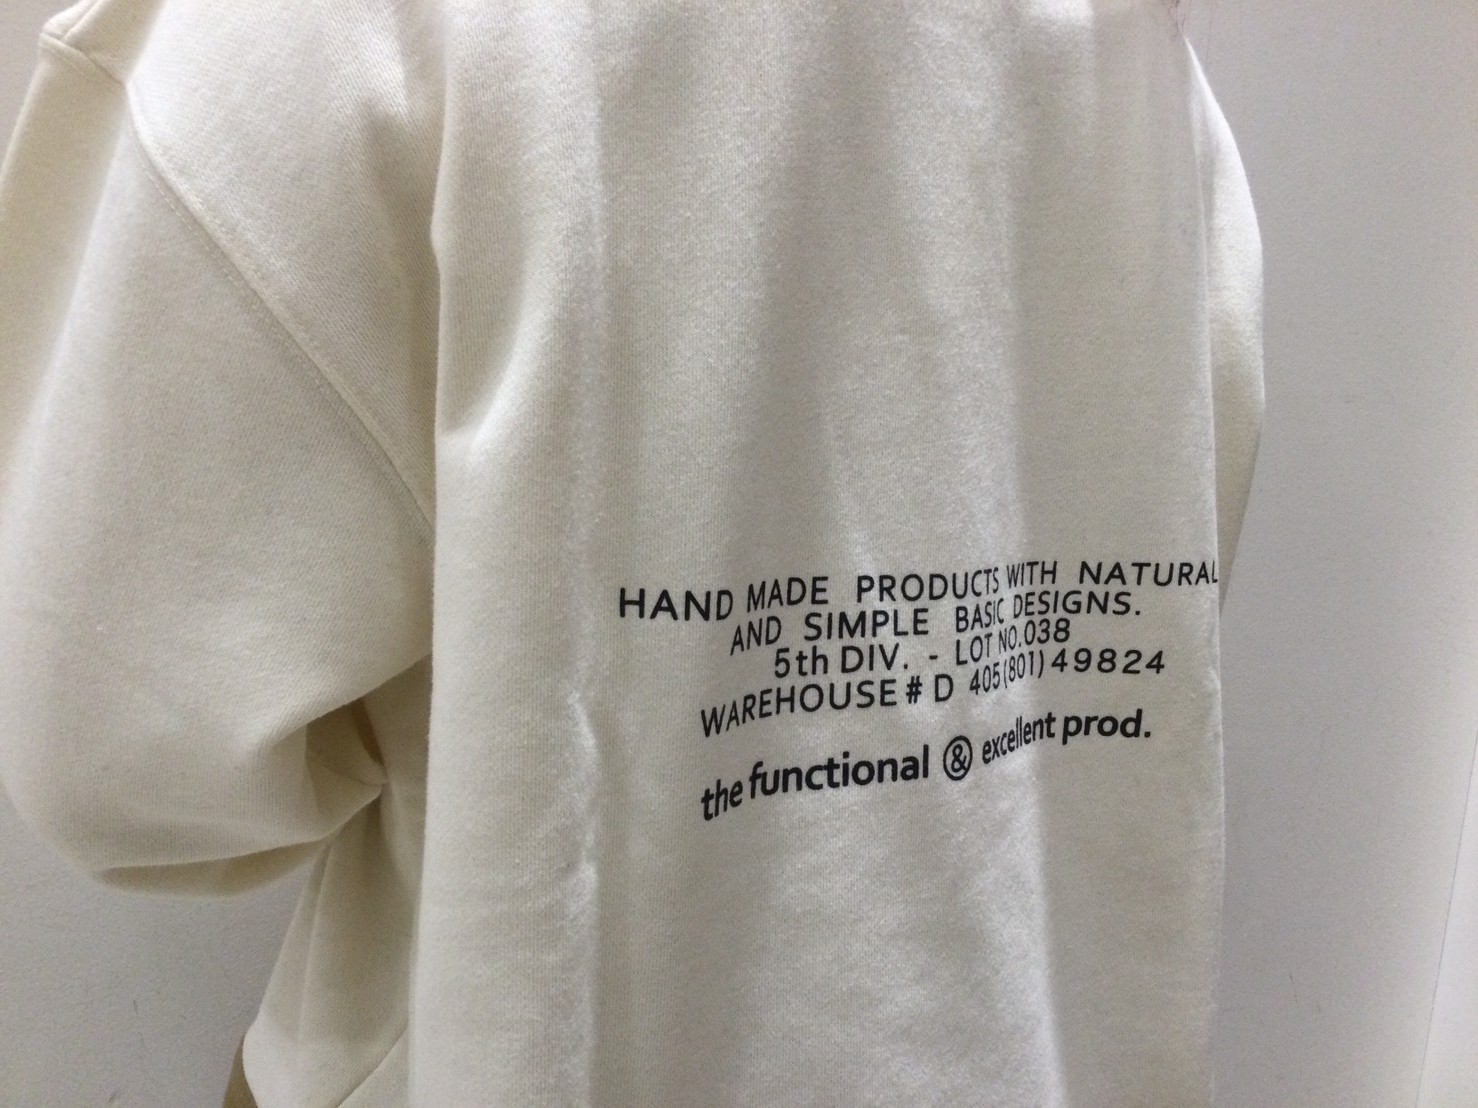 HAND MADE PRODUCTS WITH NATURAL
AND SIMPLE BASIC DESIGNS.
5th DIV. - LOT NO.038
WAREHOUSE # D 405(801) 49824
the functional & excellent prod.